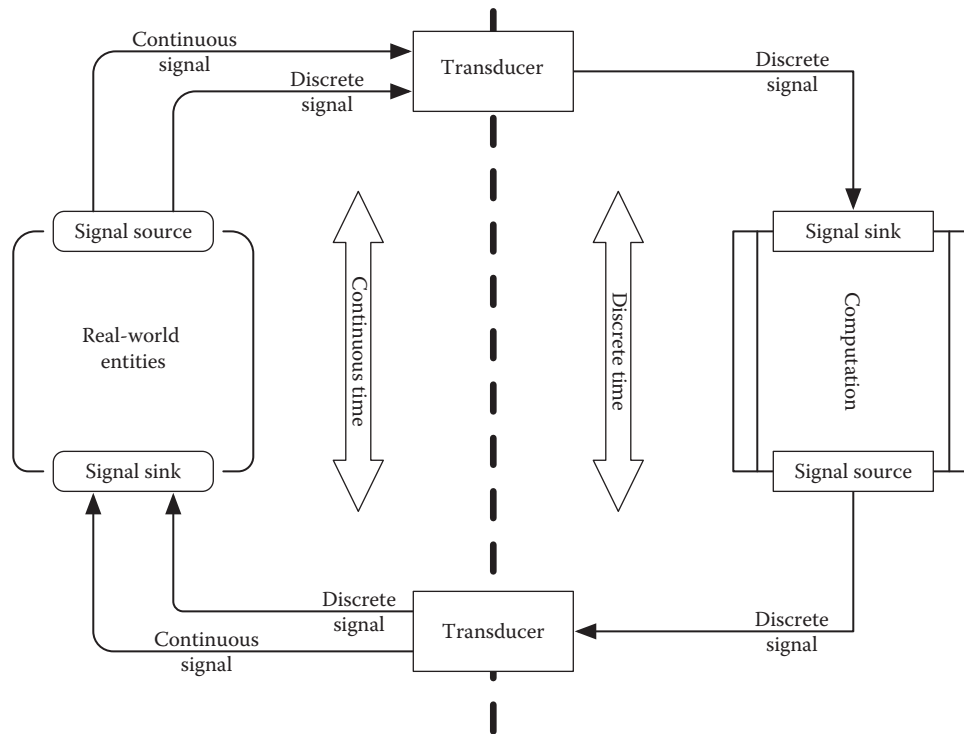 Continuous
signal
Transducer
Discrete
signal
Discrete
signal
Signal source
Signal sink
Real-world
entities
Continuous time
Discrete time
Computation
Signal sink
Signal source
Discrete
signal
Continuous
signal
Transducer
Discrete
signal